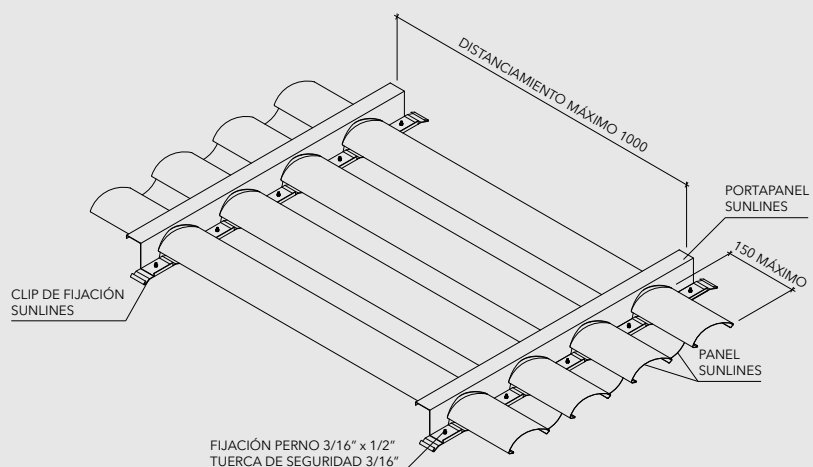 DISTANCIAMIENTO MÁXIMO 1000
PORTAPANEL
SUNLINES
150 MÁXIMO
CLIP DE FIJACIÓN
SUNLINES
PANEL
SUNLINES
FIJACIÓN PERNO 3/16" x 1/2"
TUERCA DE SEGURIDAD 3/16"